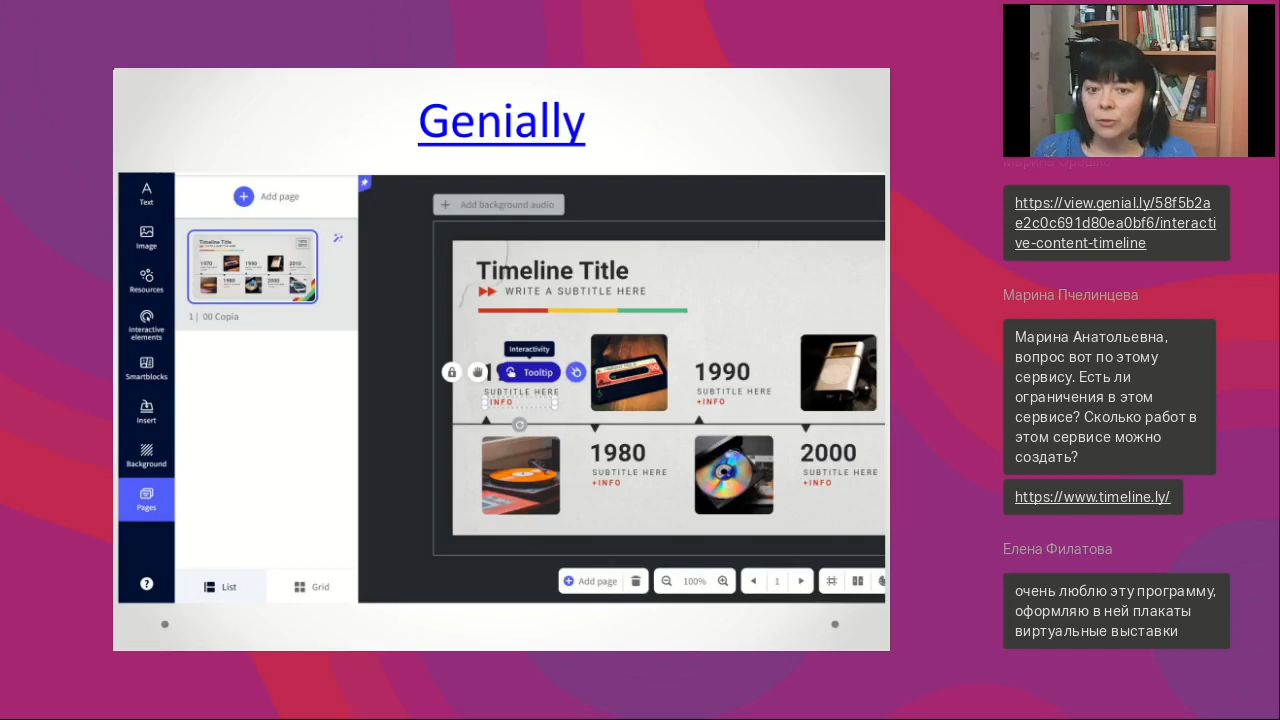 Genially
Text
Image
Resources
Interactive
elements
Smartblocks
Insert
Background
Pages
Add page
Timeline Title
1970
1990
2010
1980
2000
1 | 00 Copia
List
Grid
+ Add background audio
Timeline Title
WRITE A SUBTITLE HERE
Interactivity
Tooltip
SUBTITLE HERE
INFO
1990
SUBTITLE HERE
+INFO
1980
SUBTITLE HERE
+INFO
2000
SUBTITLE HERE
+INFO
Add page
100%
1
https://view.genial.ly/58f5b2a
e2c0c691d80ea0bf6/interacti
ve-content-timeline
Марина Пчелинцева
Марина Анатольевна,
вопрос вот по этому
сервису. Есть ли
ограничения в этом
сервисе? Сколько работ в
этом сервисе можно
создать?
https://www.timeline.ly/
Елена Филатова
очень люблю эту программу,
оформляю в ней плакаты
виртуальные выставки